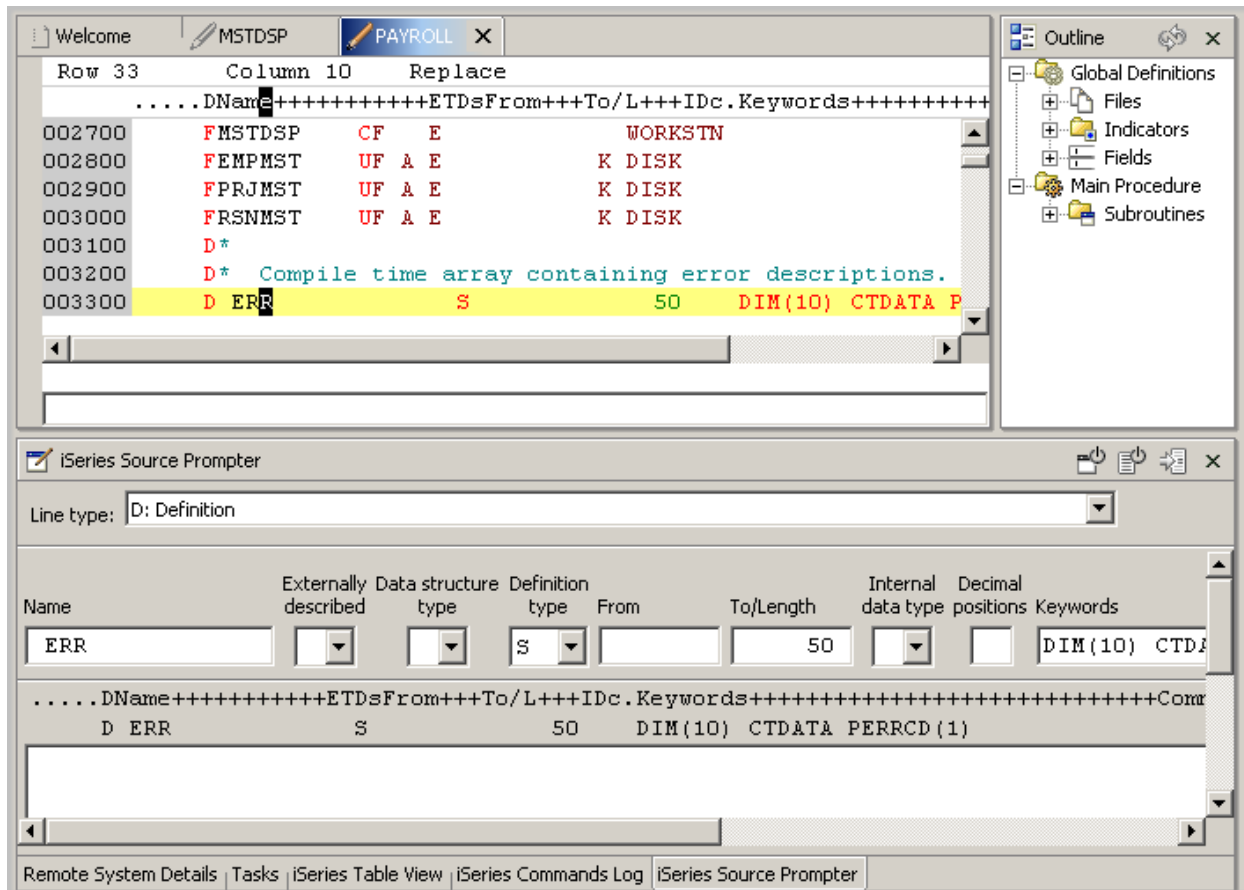 Welcome MSTDSP PAYROLL Outline
Row 33 Column 10 Replace
.....DName+++++++++++ETDsFrom+++To/L+++IDc.Keywords++++++++++
002700 FMSTDSP CF E WORKSTN
002800 FEMPMST UF A E K DISK
002900 FPRJMST UF A E K DISK
003000 FRSNMST UF A E K DISK
003100 D*
003200 D* Compile time array containing error descriptions.
003300 D ERR S 50 DIM(10) CTDATA P
Global Definitions
Files
Indicators
Fields
Main Procedure
Subroutines
iSeries Source Prompter
Line type: D: Definition
Name Externally described Data structure type Definition type From To/Length Internal data type Decimal positions Keywords
ERR S 50 DIM(10) CTDA
.....DName+++++++++++ETDsFrom+++To/L+++IDc.Keywords+++++++++++++++++++++++++++++Comm
D ERR S 50 DIM(10) CTDATA PERRCD(1)
Remote System Details Tasks iSeries Table View iSeries Commands Log iSeries Source Prompter